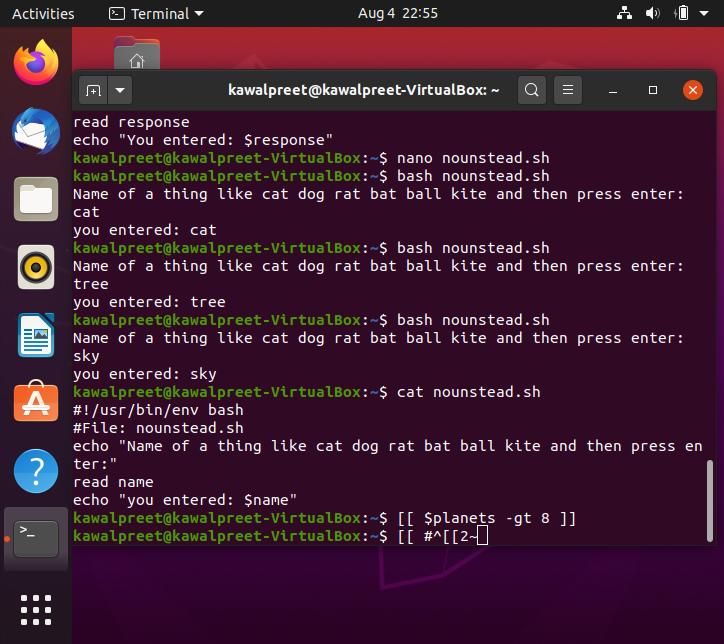 Activities
Terminal
Aug 4 22:55
kawalpreet@kawalpreet-VirtualBox: ~
read response
echo "You entered: $response"
kawalpreet@kawalpreet-VirtualBox:~$ nano nounstead.sh
kawalpreet@kawalpreet-VirtualBox:~$ bash nounstead.sh
Name of a thing like cat dog rat bat ball kite and then press enter:
cat
you entered: cat
kawalpreet@kawalpreet-VirtualBox:~$ bash nounstead.sh
Name of a thing like cat dog rat bat ball kite and then press enter:
tree
you entered: tree
kawalpreet@kawalpreet-VirtualBox:~$ bash nounstead.sh
Name of a thing like cat dog rat bat ball kite and then press enter:
sky
you entered: sky
kawalpreet@kawalpreet-VirtualBox:~$ cat nounstead.sh
#!/usr/bin/env bash
#File: nounstead.sh
echo "Name of a thing like cat dog rat bat ball kite and then press en
ter:"
read name
echo "you entered: $name"
kawalpreet@kawalpreet-VirtualBox:~$ [[ $planets -gt 8 ]]
kawalpreet@kawalpreet-VirtualBox:~$ [[ #^[[2~